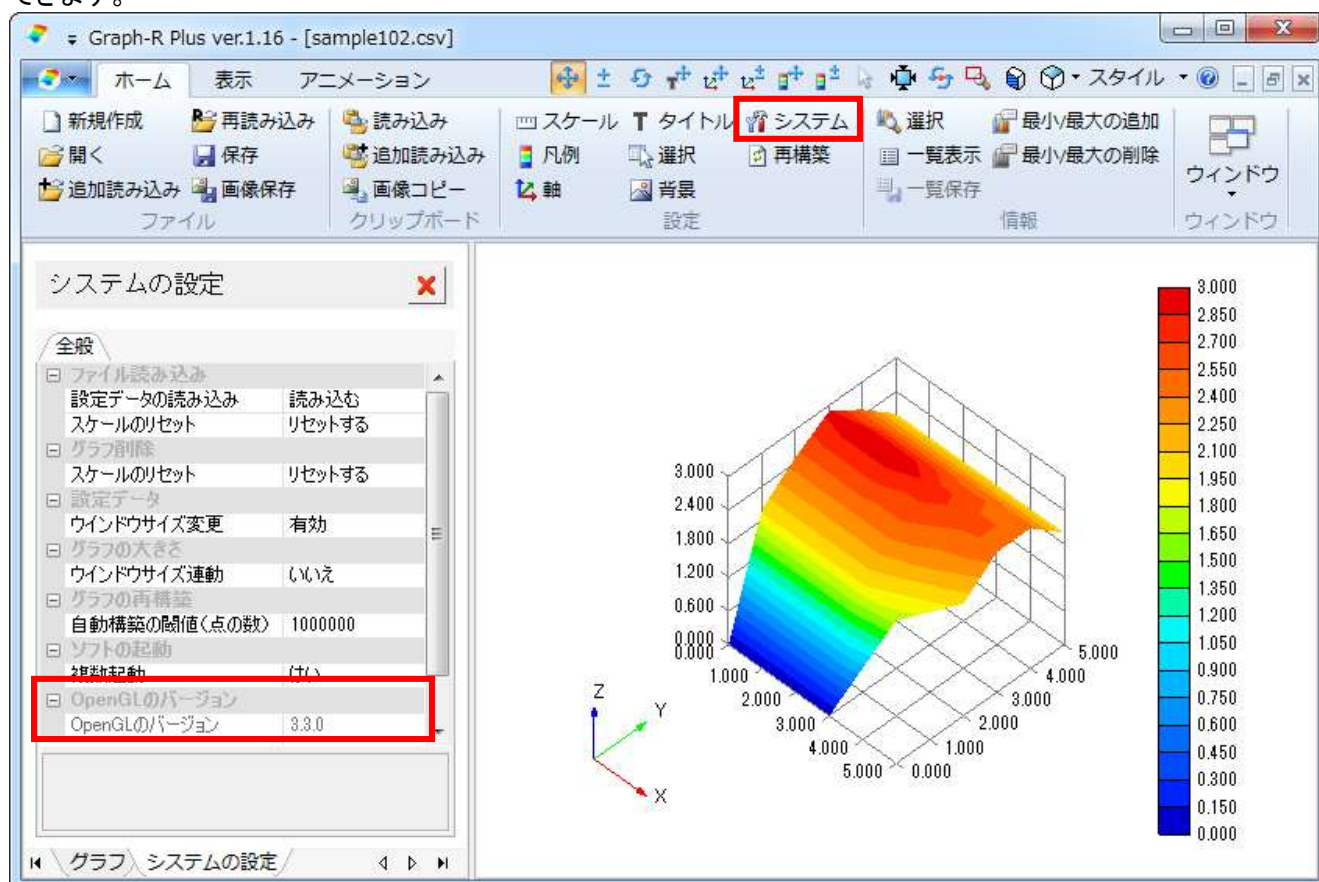 できます。
Graph-R Plus ver.1.16 - [sample102.csv]
ホーム 表示 アニメーション スタイル
新規作成 再読み込み 読み込み スケール タイトル システム 選択 最小/最大の追加
開く 保存 追加読み込み 凡例 選択 再構築 一覧表示 最小/最大の削除
追加読み込み 画像保存 画像コピー 軸 背景 一覧保存 ウィンドウ
ファイル クリップボード 設定 情報 ウィンドウ
システムの設定
全般
ファイル読み込み
設定データの読み込み 読み込む
スケールのリセット リセットする
グラフ削除
スケールのリセット リセットする
設定データ
ウインドウサイズ変更 有効
グラフの大きさ
ウインドウサイズ連動 いいえ
グラフの再構築
自動構築の閾値(点の数) 1000000
ソフトの起動
複数起動 はい
OpenGLのバージョン
OpenGLのバージョン 3.3.0
グラフ システムの設定
3.000
2.400
1.800
1.200
0.600
0.000
0.000
1.000
2.000
3.000
4.000
5.000
0.000
1.000
2.000
3.000
4.000
5.000
Z
Y
X
3.000
2.850
2.700
2.550
2.400
2.250
2.100
1.950
1.800
1.650
1.500
1.350
1.200
1.050
0.900
0.750
0.600
0.450
0.300
0.150
0.000